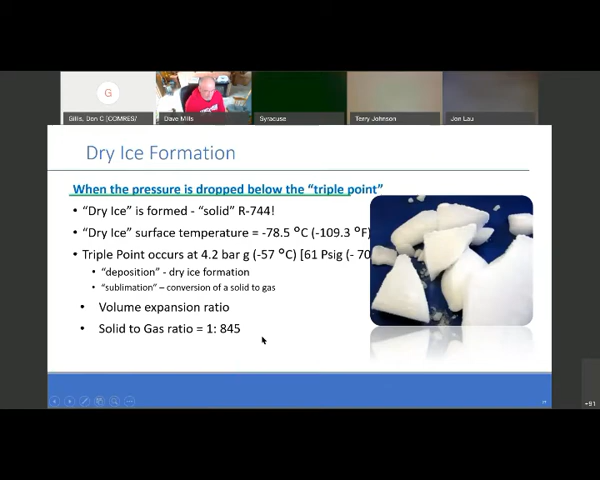 G
Gillis, Don C [COMRES/
Dave Mills
Syracuse
Terry Johnson
Jon Lau
Dry Ice Formation
When the pressure is dropped below the “triple point”
• “Dry Ice” is formed - “solid” R-744!
• “Dry Ice” surface temperature = -78.5 °C (-109.3 °F)
• Triple Point occurs at 4.2 bar g (-57 °C) [61 Psig (- 70
• “deposition” - dry ice formation
• “sublimation” – conversion of a solid to gas
• Volume expansion ratio
• Solid to Gas ratio = 1: 845
+91